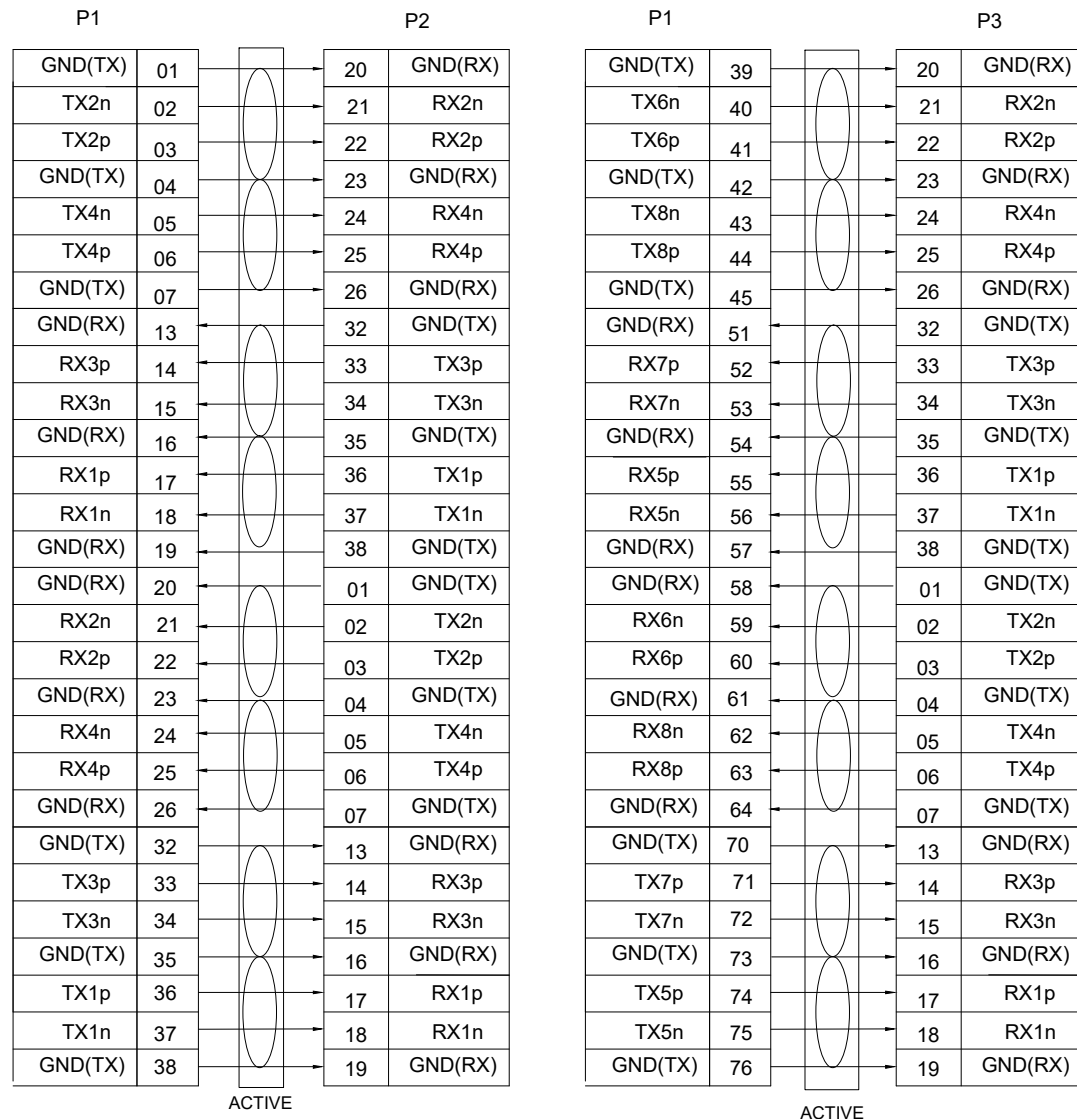 P1 P2 P1 P3
GND(TX) 01 20 GND(RX) GND(TX) 39 20 GND(RX)
TX2n 02 21 RX2n TX6n 40 21 RX2n
TX2p 03 22 RX2p TX6p 41 22 RX2p
GND(TX) 04 23 GND(RX) GND(TX) 42 23 GND(RX)
TX4n 05 24 RX4n TX8n 43 24 RX4n
TX4p 06 25 RX4p TX8p 44 25 RX4p
GND(TX) 07 26 GND(RX) GND(TX) 45 26 GND(RX)
GND(RX) 13 32 GND(TX) GND(RX) 51 32 GND(TX)
RX3p 14 33 TX3p RX7p 52 33 TX3p
RX3n 15 34 TX3n RX7n 53 34 TX3n
GND(RX) 16 35 GND(TX) GND(RX) 54 35 GND(TX)
RX1p 17 36 TX1p RX5p 55 36 TX1p
RX1n 18 37 TX1n RX5n 56 37 TX1n
GND(RX) 19 38 GND(TX) GND(RX) 57 38 GND(TX)
GND(RX) 20 01 GND(TX) GND(RX) 58 01 GND(TX)
RX2n 21 02 TX2n RX6n 59 02 TX2n
RX2p 22 03 TX2p RX6p 60 03 TX2p
GND(RX) 23 04 GND(TX) GND(RX) 61 04 GND(TX)
RX4n 24 05 TX4n RX8n 62 05 TX4n
RX4p 25 06 TX4p RX8p 63 06 TX4p
GND(RX) 26 07 GND(TX) GND(RX) 64 07 GND(TX)
GND(TX) 32 13 GND(RX) GND(TX) 70 13 GND(RX)
TX3p 33 14 RX3p TX7p 71 14 RX3p
TX3n 34 15 RX3n TX7n 72 15 RX3n
GND(TX) 35 16 GND(RX) GND(TX) 73 16 GND(RX)
TX1p 36 17 RX1p TX5p 74 17 RX1p
TX1n 37 18 RX1n TX5n 75 18 RX1n
GND(TX) 38 19 GND(RX) GND(TX) 76 19 GND(RX)
ACTIVE ACTIVE